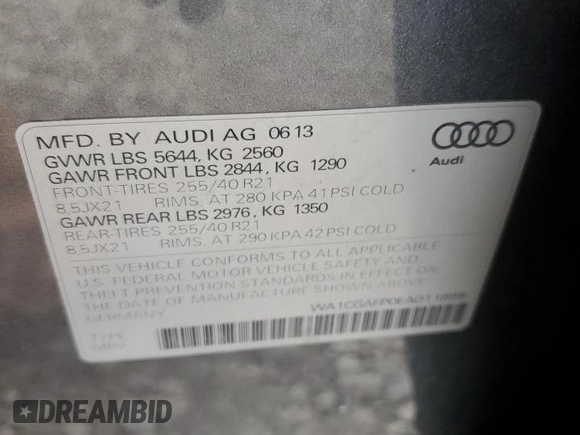 MFD. BY AUDI AG 06 13
GVWR LBS 5644, KG 2560
GAWR FRONT LBS 2844, KG 1290
FRONT-TIRES 255/40 R21
8,5JX21 RIMS, AT 280 KPA 41 PSI COLD
GAWR REAR LBS 2976, KG 1350
REAR-TIRES 255/40 R21
8,5JX21 RIMS, AT 290 KPA 42 PSI COLD
Audi
THIS VEHICLE CONFORMS TO ALL APPLICABLE
U.S. FEDERAL MOTOR VEHICLE SAFETY AND
THEFT PREVENTION STANDARDS IN EFFECT ON
THE DATE OF MANUFACTURE SHOWN ABOVE.
GERMANY
TYPE
MPV
DREAMBID